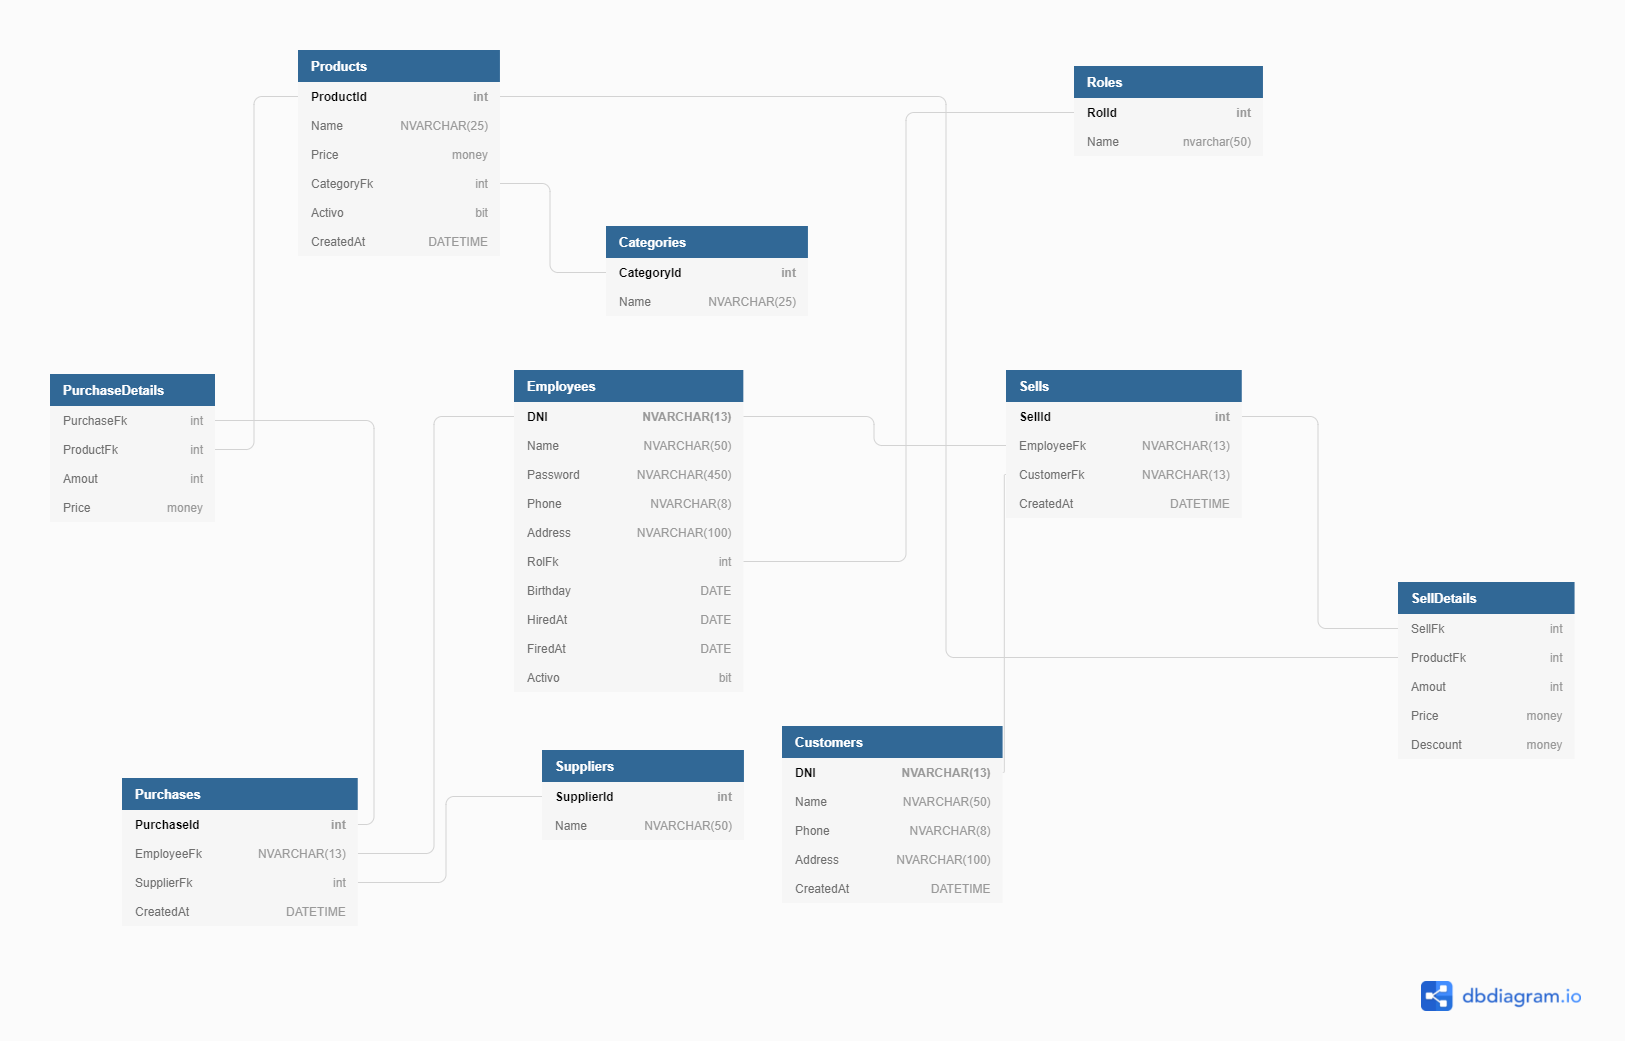 Products
ProductId int
Name NVARCHAR(25)
Price money
CategoryFk int
Activo bit
CreatedAt DATETIME
Roles
RolId int
Name nvarchar(50)
Categories
CategoryId int
Name NVARCHAR(25)
PurchaseDetails
PurchaseFk int
ProductFk int
Amout int
Price money
Employees
DNI NVARCHAR(13)
Name NVARCHAR(50)
Password NVARCHAR(450)
Phone NVARCHAR(8)
Address NVARCHAR(100)
RolFk int
Birthday DATE
HiredAt DATE
FiredAt DATE
Activo bit
Sells
SellId int
EmployeeFk NVARCHAR(13)
CustomerFk NVARCHAR(13)
CreatedAt DATETIME
SellDetails
SellFk int
ProductFk int
Amout int
Price money
Descount money
Purchases
PurchaseId int
EmployeeFk NVARCHAR(13)
SupplierFk int
CreatedAt DATETIME
Suppliers
SupplierId int
Name NVARCHAR(50)
Customers
DNI NVARCHAR(13)
Name NVARCHAR(50)
Phone NVARCHAR(8)
Address NVARCHAR(100)
CreatedAt DATETIME
dbdiagram.io